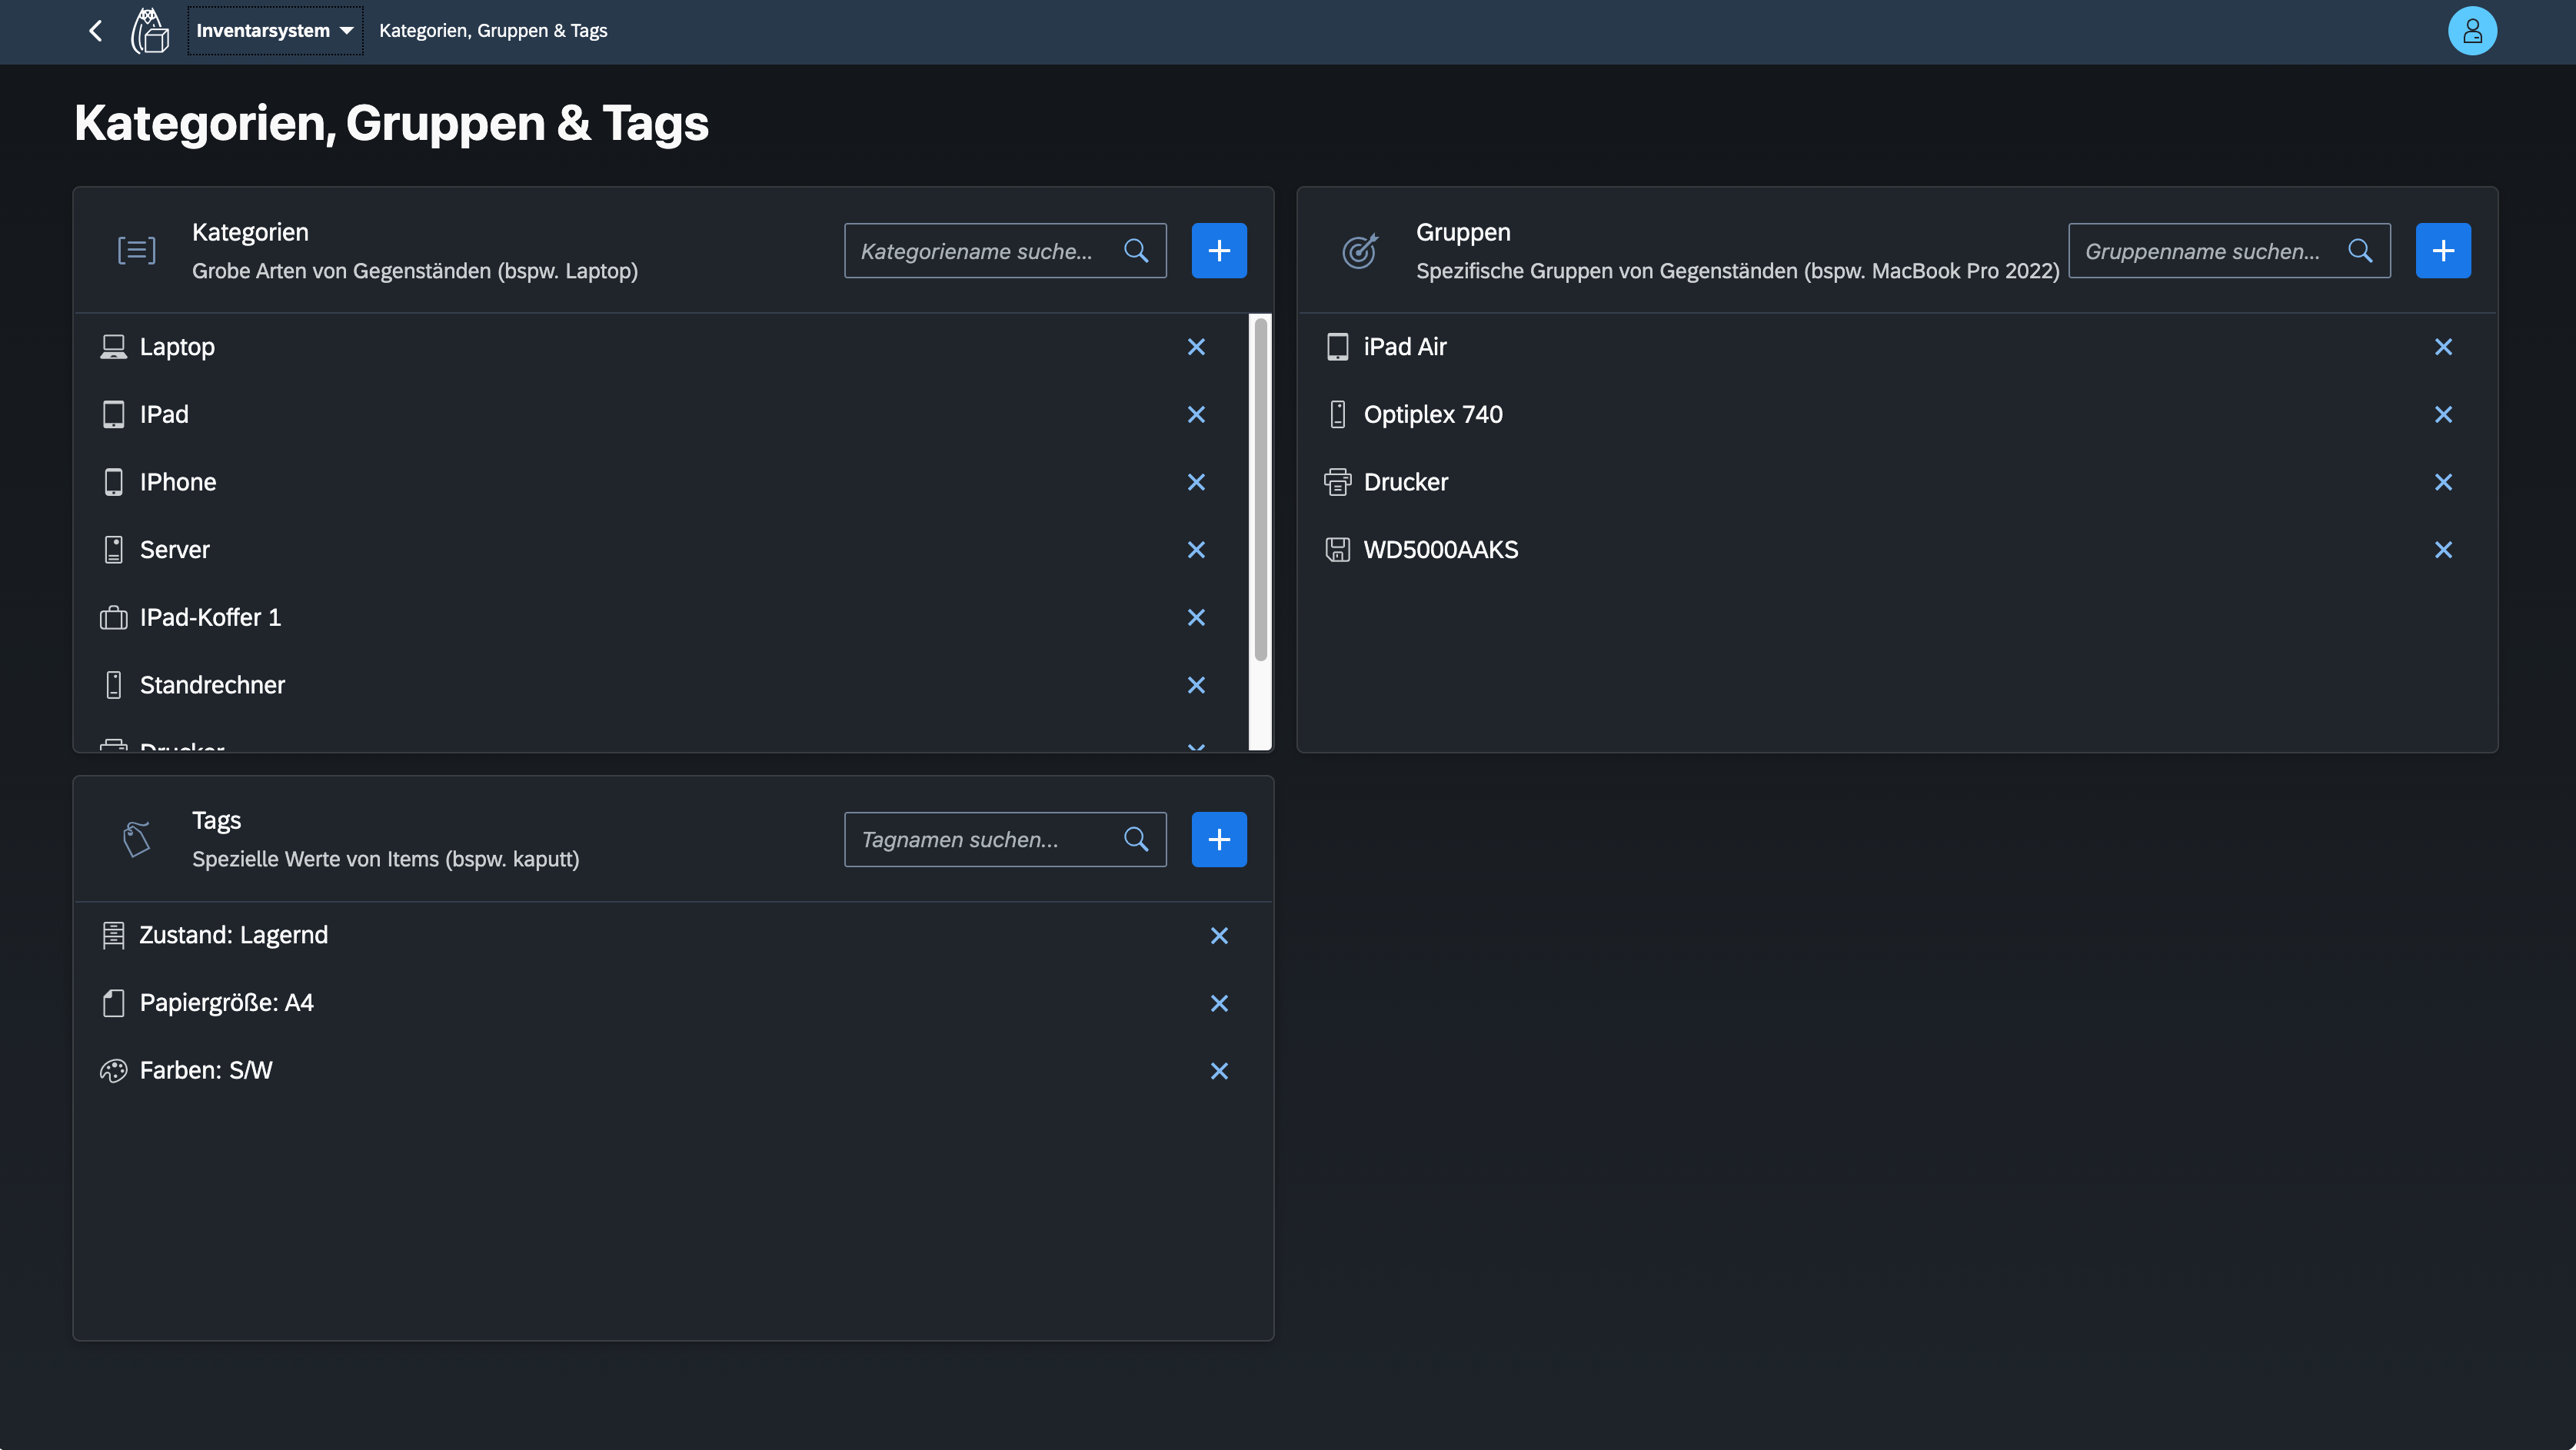 Inventarsystem
Kategorien, Gruppen & Tags
Kategorien, Gruppen & Tags
Kategorien
Grobe Arten von Gegenständen (bspw. Laptop)
Kategoriename suche...
Laptop
IPad
IPhone
Server
IPad-Koffer 1
Standrechner
Drucker
Gruppen
Spezifische Gruppen von Gegenständen (bspw. MacBook Pro 2022)
Gruppenname suchen...
iPad Air
Optiplex 740
Drucker
WD5000AAKS
Tags
Spezielle Werte von Items (bspw. kaputt)
Tagnamen suchen...
Zustand: Lagernd
Papiergröße: A4
Farben: S/W